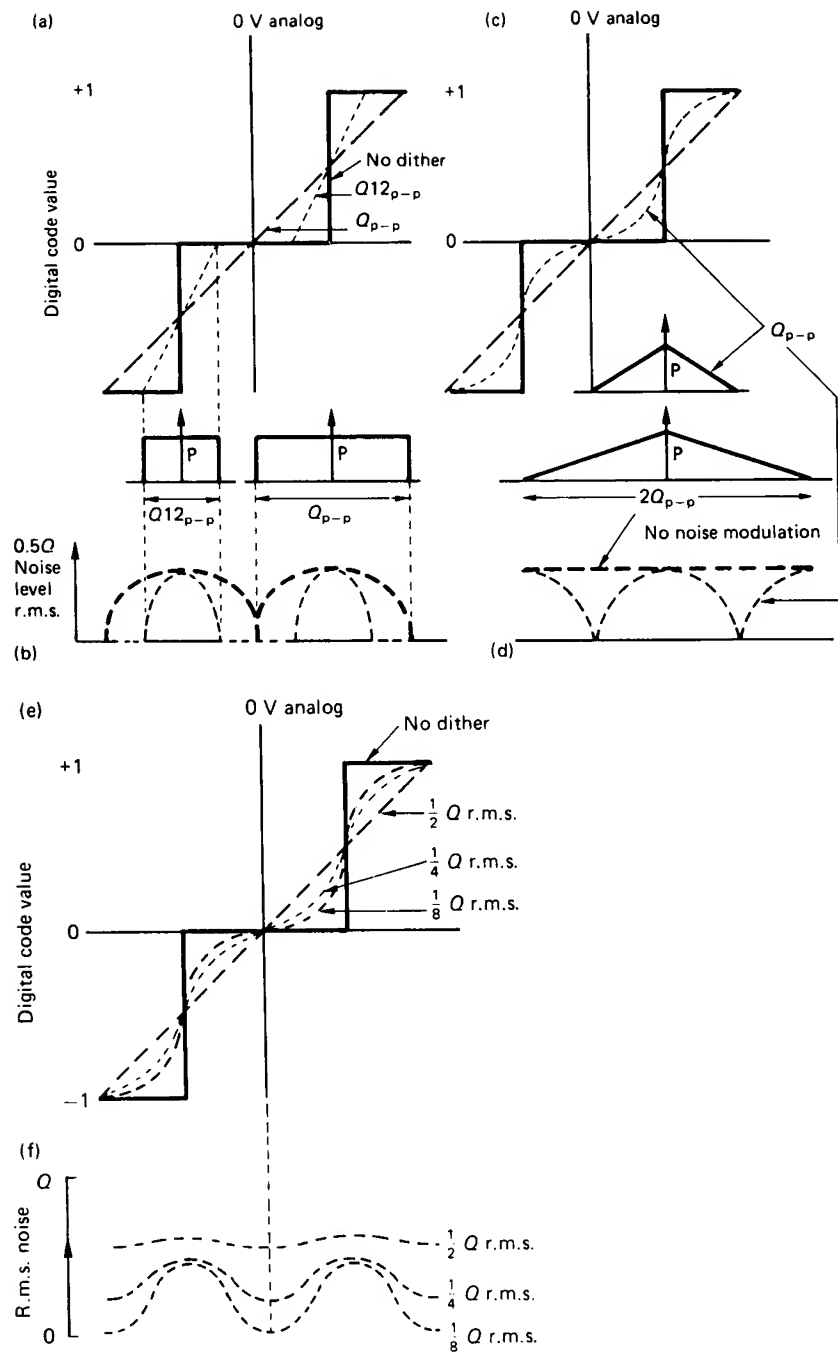 (a)
0 V analog
+1
No dither
Q12p–p
Qp–p
0
Digital code value
P
P
Q12p–p
Qp–p
0.5Q
Noise
level
r.m.s.
(b)
(c)
+1
0
Qp–p
P
P
2Qp–p
No noise modulation
(d)
(e)
0 V analog
No dither
+1
½ Q r.m.s.
¼ Q r.m.s.
⅛ Q r.m.s.
0
Digital code value
−1
(f)
Q
R.m.s. noise
0
½ Q r.m.s.
¼ Q r.m.s.
⅛ Q r.m.s.